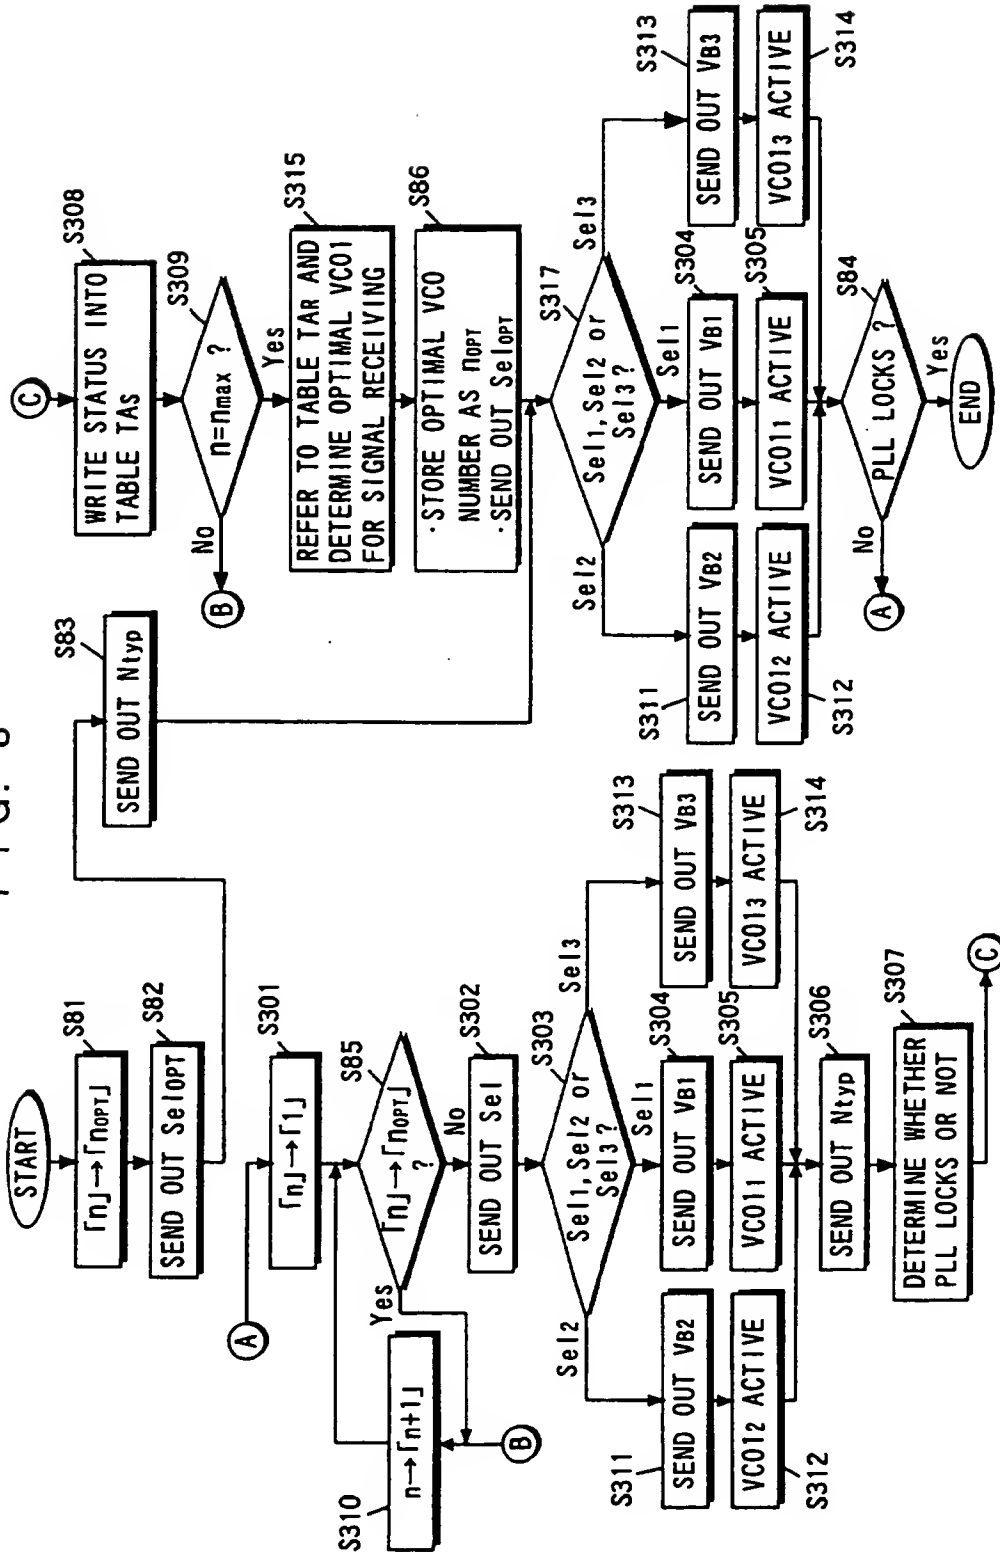 FIG. 8
START
S81
「n」→「nOPT」
S82
SEND OUT SelOPT
S83
SEND OUT Ntyp
A
S301
「n」→「1」
S85
「n」→「nOPT」
?
Yes
No
S310
n→「n+1」
B
S302
SEND OUT Sel
S303
Sel1, Sel2 or
Sel3?
Sel2
Sel1
Sel3
S311
SEND OUT VB2
S304
SEND OUT VB1
S313
SEND OUT VB3
VCO12 ACTIVE
S312
VCO11 ACTIVE
S305
VCO13 ACTIVE
S314
S306
SEND OUT Ntyp
S307
DETERMINE WHETHER
PLL LOCKS OR NOT
C
C
S308
WRITE STATUS INTO
TABLE TAS
S309
n=nmax ?
No
B
Yes
S315
REFER TO TABLE TAR AND
DETERMINE OPTIMAL VCO1
FOR SIGNAL RECEIVING
S86
·STORE OPTIMAL VCO
NUMBER AS nOPT
·SEND OUT SelOPT
S317
Sel1, Sel2 or
Sel3?
Sel2
Sel1
Sel3
S311
SEND OUT VB2
S304
SEND OUT VB1
S313
SEND OUT VB3
VCO12 ACTIVE
S312
VCO11 ACTIVE
S305
VCO13 ACTIVE
S314
S84
PLL LOCKS ?
No
A
Yes
END